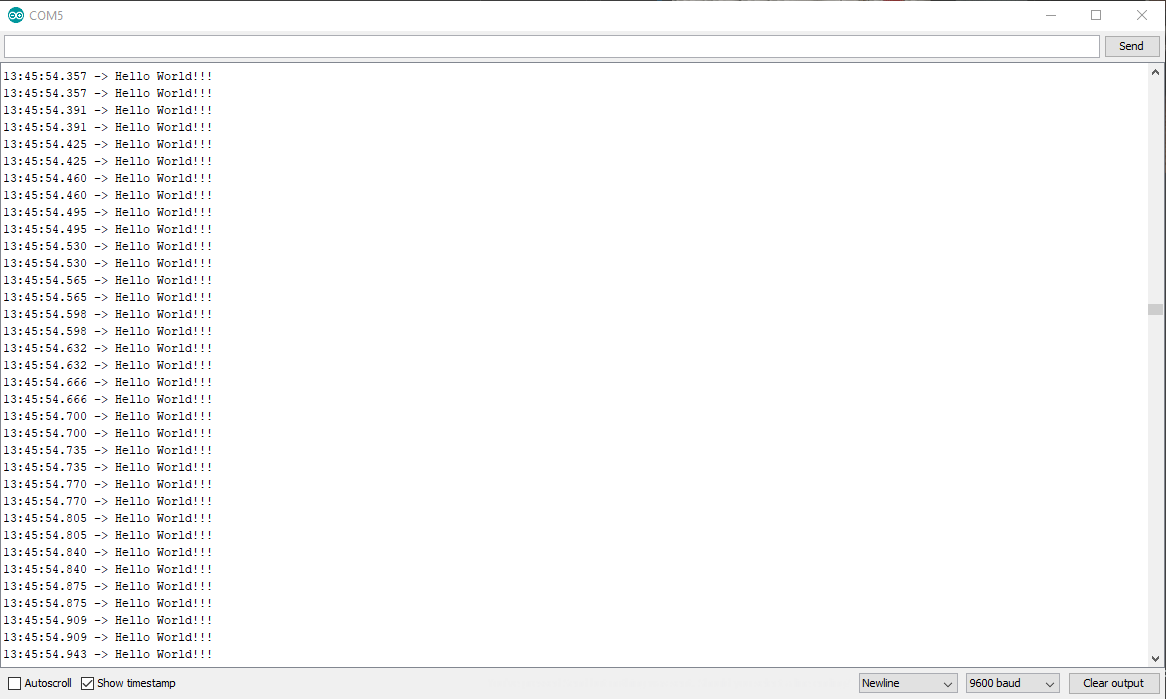 COM5
Send
13:45:54.357 -> Hello World!!!
13:45:54.357 -> Hello World!!!
13:45:54.391 -> Hello World!!!
13:45:54.391 -> Hello World!!!
13:45:54.425 -> Hello World!!!
13:45:54.425 -> Hello World!!!
13:45:54.460 -> Hello World!!!
13:45:54.460 -> Hello World!!!
13:45:54.495 -> Hello World!!!
13:45:54.495 -> Hello World!!!
13:45:54.530 -> Hello World!!!
13:45:54.530 -> Hello World!!!
13:45:54.565 -> Hello World!!!
13:45:54.565 -> Hello World!!!
13:45:54.598 -> Hello World!!!
13:45:54.598 -> Hello World!!!
13:45:54.632 -> Hello World!!!
13:45:54.632 -> Hello World!!!
13:45:54.666 -> Hello World!!!
13:45:54.666 -> Hello World!!!
13:45:54.700 -> Hello World!!!
13:45:54.700 -> Hello World!!!
13:45:54.735 -> Hello World!!!
13:45:54.735 -> Hello World!!!
13:45:54.770 -> Hello World!!!
13:45:54.770 -> Hello World!!!
13:45:54.805 -> Hello World!!!
13:45:54.805 -> Hello World!!!
13:45:54.840 -> Hello World!!!
13:45:54.840 -> Hello World!!!
13:45:54.875 -> Hello World!!!
13:45:54.875 -> Hello World!!!
13:45:54.909 -> Hello World!!!
13:45:54.909 -> Hello World!!!
13:45:54.943 -> Hello World!!!
Autoscroll Show timestamp Newline 9600 baud Clear output